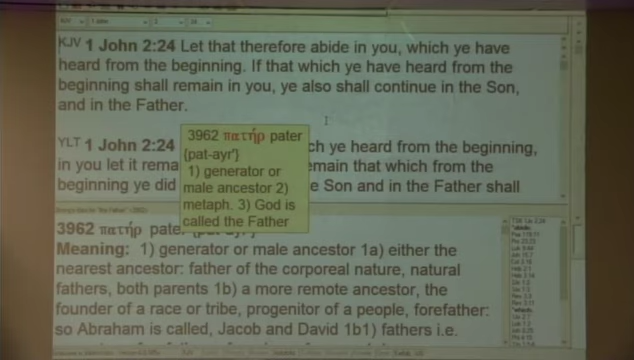 KJV 1 John 2:24 Let that therefore abide in you, which ye have
heard from the beginning. If that which ye have heard from the
beginning shall remain in you, ye also shall continue in the Son,
and in the Father.
YLT 1 John 2:24 ch ye heard from the beginning,
in you let it rema emain that which from the
beginning ye did e Son and in the Father shall
3962 πατήρ pater
{pat-ayr'}
1) generator or
male ancestor 2)
metaph. 3) God is
called the Father
3962 πατήρ pater
Meaning: 1) generator or male ancestor 1a) either the
nearest ancestor: father of the corporeal nature, natural
fathers, both parents 1b) a more remote ancestor, the
founder of a race or tribe, progenitor of a people, forefather:
so Abraham is called, Jacob and David 1b1) fathers i.e.